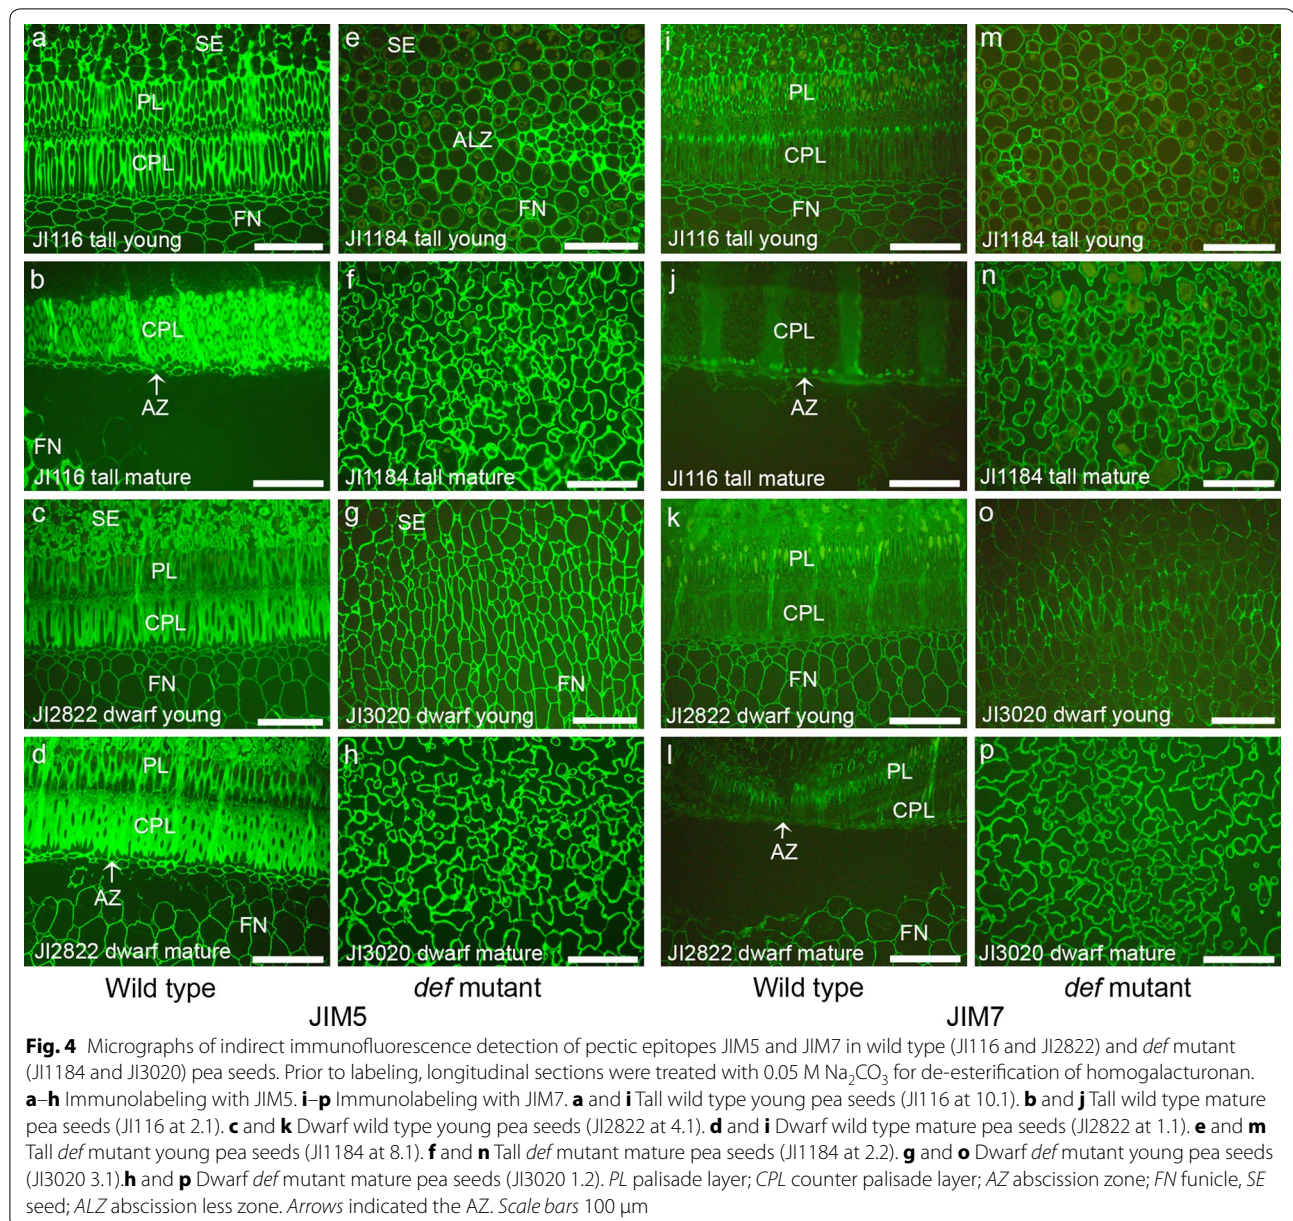 a
SE
PL
CPL
FN
JI116 tall young
e
SE
ALZ
FN
JI1184 tall young
i
PL
CPL
FN
JI116 tall young
m
JI1184 tall young
b
CPL
AZ
FN
JI116 tall mature
f
JI1184 tall mature
j
CPL
AZ
JI116 tall mature
n
JI1184 tall mature
c
SE
PL
CPL
FN
JI2822 dwarf young
g
SE
FN
JI3020 dwarf young
k
PL
CPL
FN
JI2822 dwarf young
o
JI3020 dwarf young
d
PL
CPL
AZ
FN
JI2822 dwarf mature
h
JI3020 dwarf mature
l
PL
CPL
AZ
FN
JI2822 dwarf mature
p
JI3020 dwarf mature
Wild type
def mutant
Wild type
def mutant
JIM5
JIM7
Fig. 4 Micrographs of indirect immunofluorescence detection of pectic epitopes JIM5 and JIM7 in wild type (JI116 and JI2822) and def mutant
(JI1184 and JI3020) pea seeds. Prior to labeling, longitudinal sections were treated with 0.05 M Na₂CO₃ for de-esterification of homogalacturonan.
a–h Immunolabeling with JIM5. i–p Immunolabeling with JIM7. a and i Tall wild type young pea seeds (JI116 at 10.1). b and j Tall wild type mature
pea seeds (JI116 at 2.1). c and k Dwarf wild type young pea seeds (JI2822 at 4.1). d and i Dwarf wild type mature pea seeds (JI2822 at 1.1). e and m
Tall def mutant young pea seeds (JI1184 at 8.1). f and n Tall def mutant mature pea seeds (JI1184 at 2.2). g and o Dwarf def mutant young pea seeds
(JI3020 3.1).h and p Dwarf def mutant mature pea seeds (JI3020 1.2). PL palisade layer; CPL counter palisade layer; AZ abscission zone; FN funicle, SE
seed; ALZ abscission less zone. Arrows indicated the AZ. Scale bars 100 µm